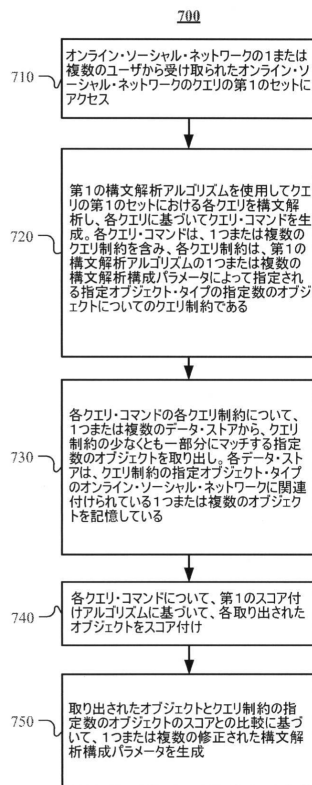 700
710
オンライン・ソーシャル・ネットワークの1または
複数のユーザから受け取られたオンライン・ソ
ーシャル・ネットワークのクエリの第1のセットに
アクセス
720
第1の構文解析アルゴリズムを使用してクエ
リの第1のセットにおける各クエリを構文解
析し、各クエリに基づいてクエリ・コマンドを生
成。各クエリ・コマンドは、1つまたは複数の
クエリ制約を含み、各クエリ制約は、第1の
構文解析アルゴリズムの1つまたは複数の
構文解析構成パラメータによって指定され
る指定オブジェクト・タイプの指定数のオブジ
ェクトについてのクエリ制約である
730
各クエリ・コマンドの各クエリ制約について、
1つまたは複数のデータ・ストアから、クエリ
制約の少なくとも一部分にマッチする指定
数のオブジェクトを取り出し。各データ・スト
アは、クエリ制約の指定オブジェクト・タイプ
のオンライン・ソーシャル・ネットワークに関連
付けられている1つまたは複数のオブジェク
トを記憶している
740
各クエリ・コマンドについて、第1のスコア付
けアルゴリズムに基づいて、各取り出された
オブジェクトをスコア付け
750
取り出されたオブジェクトとクエリ制約の指
定数のオブジェクトのスコアとの比較に基づ
いて、1つまたは複数の修正された構文解
析構成パラメータを生成